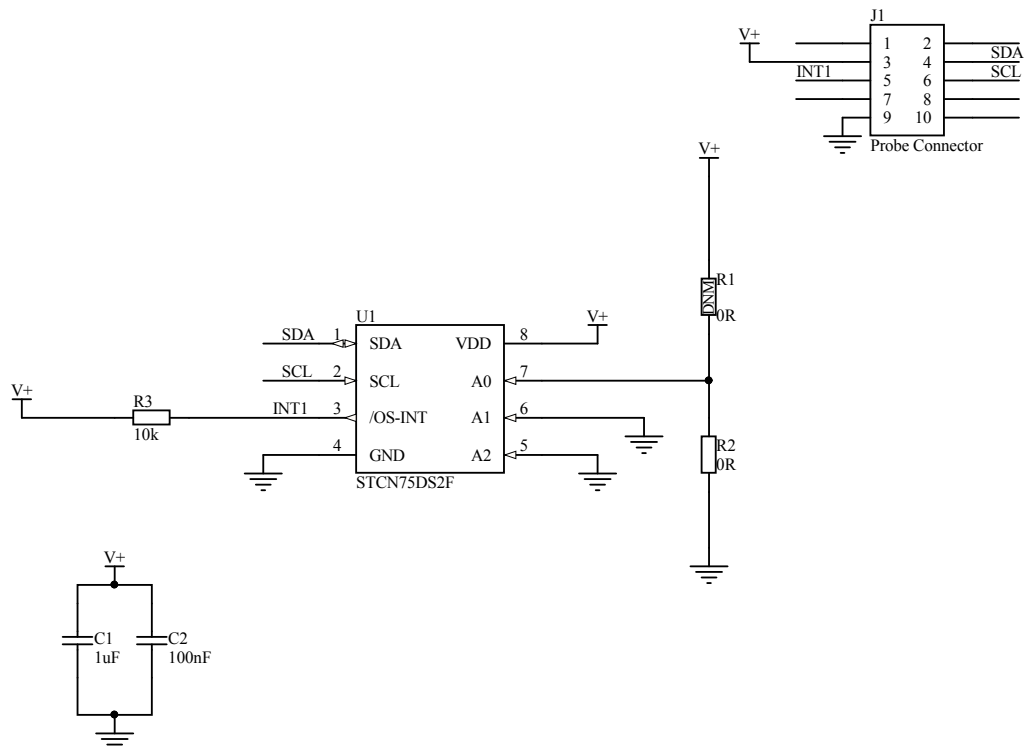 J1
V+
1 2
SDA
3 4
INT1
SCL
5 6
7 8
9 10
Probe Connector
V+
DNM
R1
0R
U1
V+
SDA 1 SDA VDD 8
SCL 2 SCL A0 7
V+
R3
INT1 3 /OS-INT A1 6
10k
4 GND A2 5
R2
0R
STCN75DS2F
V+
C1
1uF
C2
100nF